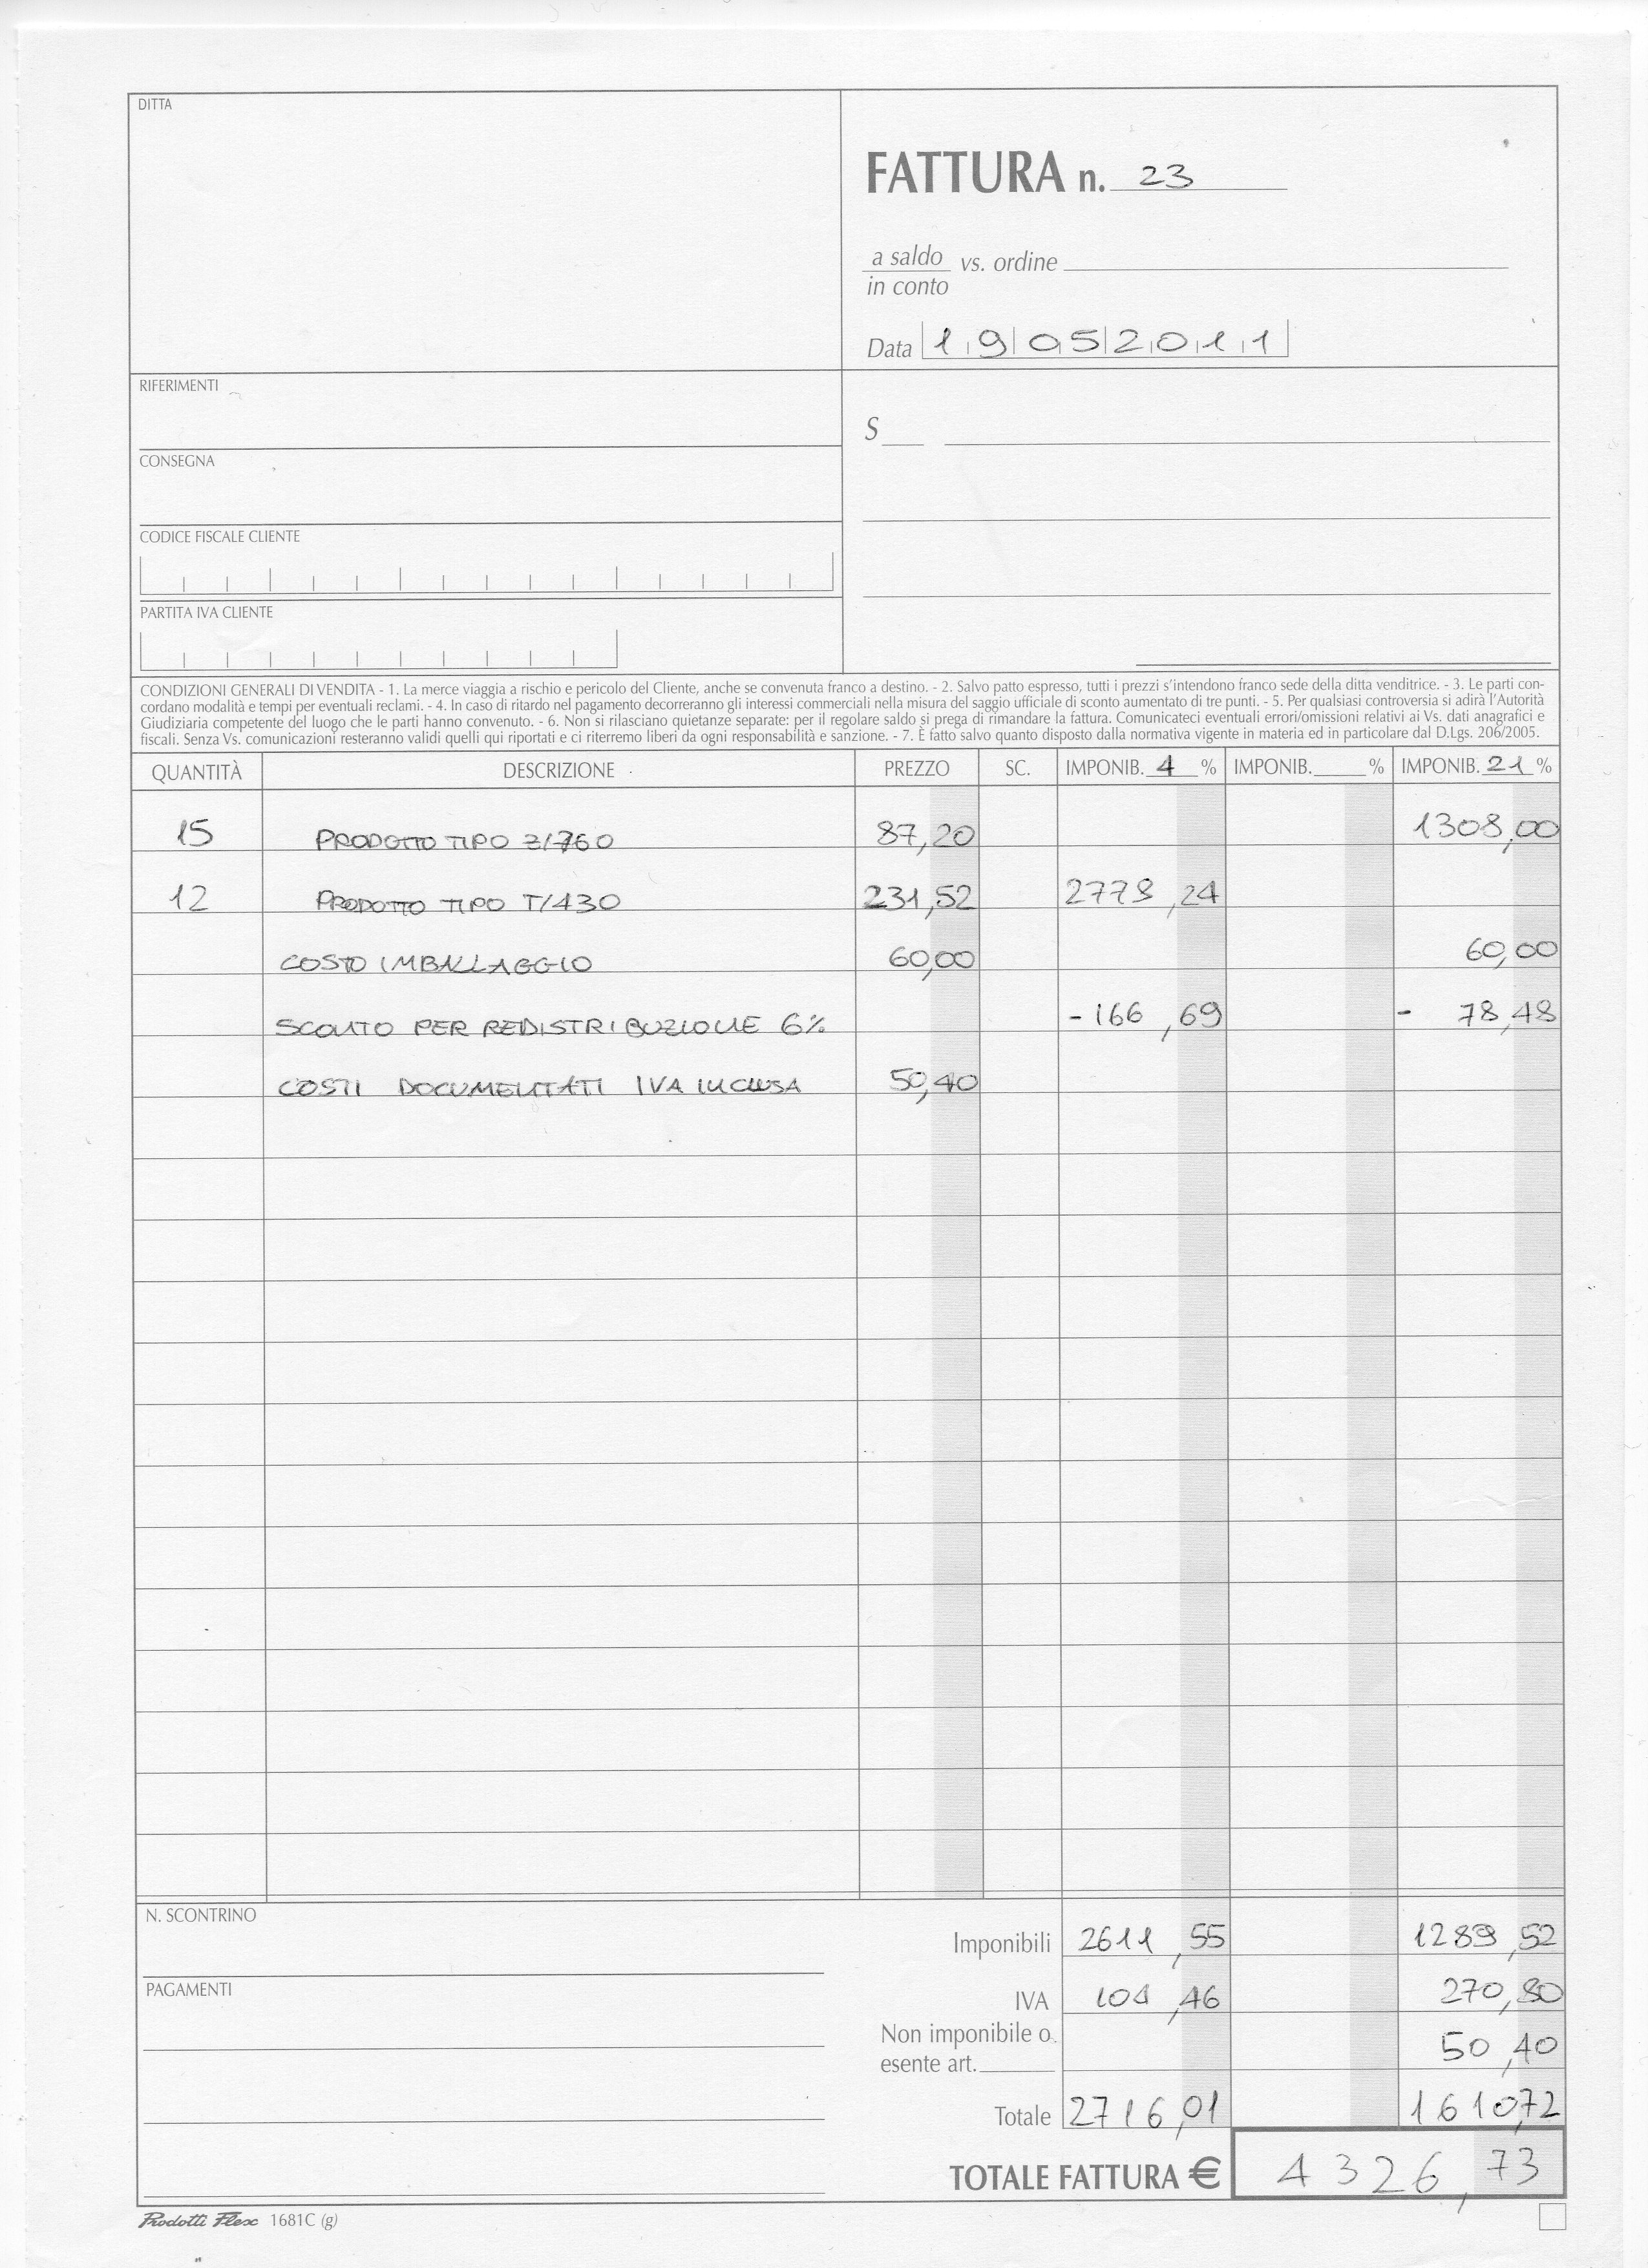 DITTA
FATTURA n. 23
a saldo vs. ordine
in conto
Data 19052011
RIFERIMENTI
S
CONSEGNA
CODICE FISCALE CLIENTE
PARTITA IVA CLIENTE
CONDIZIONI GENERALI DI VENDITA - 1. La merce viaggia a rischio e pericolo del Cliente, anche se convenuta franco a destino. - 2. Salvo patto espresso, tutti i prezzi s'intendono franco sede della ditta venditrice. - 3. Le parti con-
cordano modalità e tempi per eventuali reclami. - 4. In caso di ritardo nel pagamento decorreranno gli interessi commerciali nella misura del saggio ufficiale di sconto aumentato di tre punti. - 5. Per qualsiasi controversia si adirà l'Autorità
Giudiziaria competente del luogo che le parti hanno convenuto. - 6. Non si rilasciano quietanze separate: per il regolare saldo si prega di rimandare la fattura. Comunicateci eventuali errori/omissioni relativi ai Vs. dati anagrafici e
fiscali. Senza Vs. comunicazioni resteranno validi quelli qui riportati e ci riterremo liberi da ogni responsabilità e sanzione. - 7. È fatto salvo quanto disposto dalla normativa vigente in materia ed in particolare dal D.Lgs. 206/2005.
QUANTITÀ DESCRIZIONE PREZZO SC. IMPONIB. 4 % IMPONIB. % IMPONIB. 21 %
15 PRODOTTO TIPO Z/760 87,20 1308,00
12 PRODOTTO TIPO T/430 231,52 2778,24
COSTO IMBALLAGGIO 60,00 60,00
SCONTO PER REDISTRIBUZIONE 6% -166,69 - 78,48
COSTI DOCUMENTATI IVA INCLUSA 50,40
N. SCONTRINO
Imponibili 2611,55 1289,52
PAGAMENTI
IVA 104,46 270,80
Non imponibile o
esente art. 50,40
Totale 2716,01 1610,72
TOTALE FATTURA € 4326,73
Prodotti Flex 1681C (g)